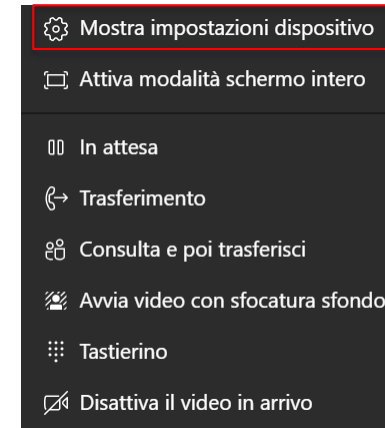 Mostra impostazioni dispositivo
Attiva modalità schermo intero
In attesa
Trasferimento
Consulta e poi trasferisci
Avvia video con sfocatura sfondo
Tastierino
Disattiva il video in arrivo